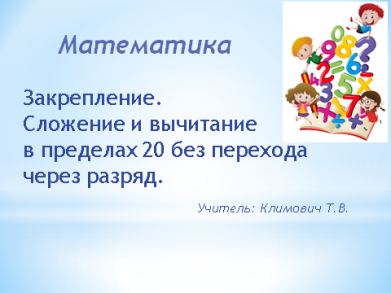 Математика
Закрепление.
Сложение и вычитание
в пределах 20 без перехода
через разряд.
Учитель: Климович Т.В.